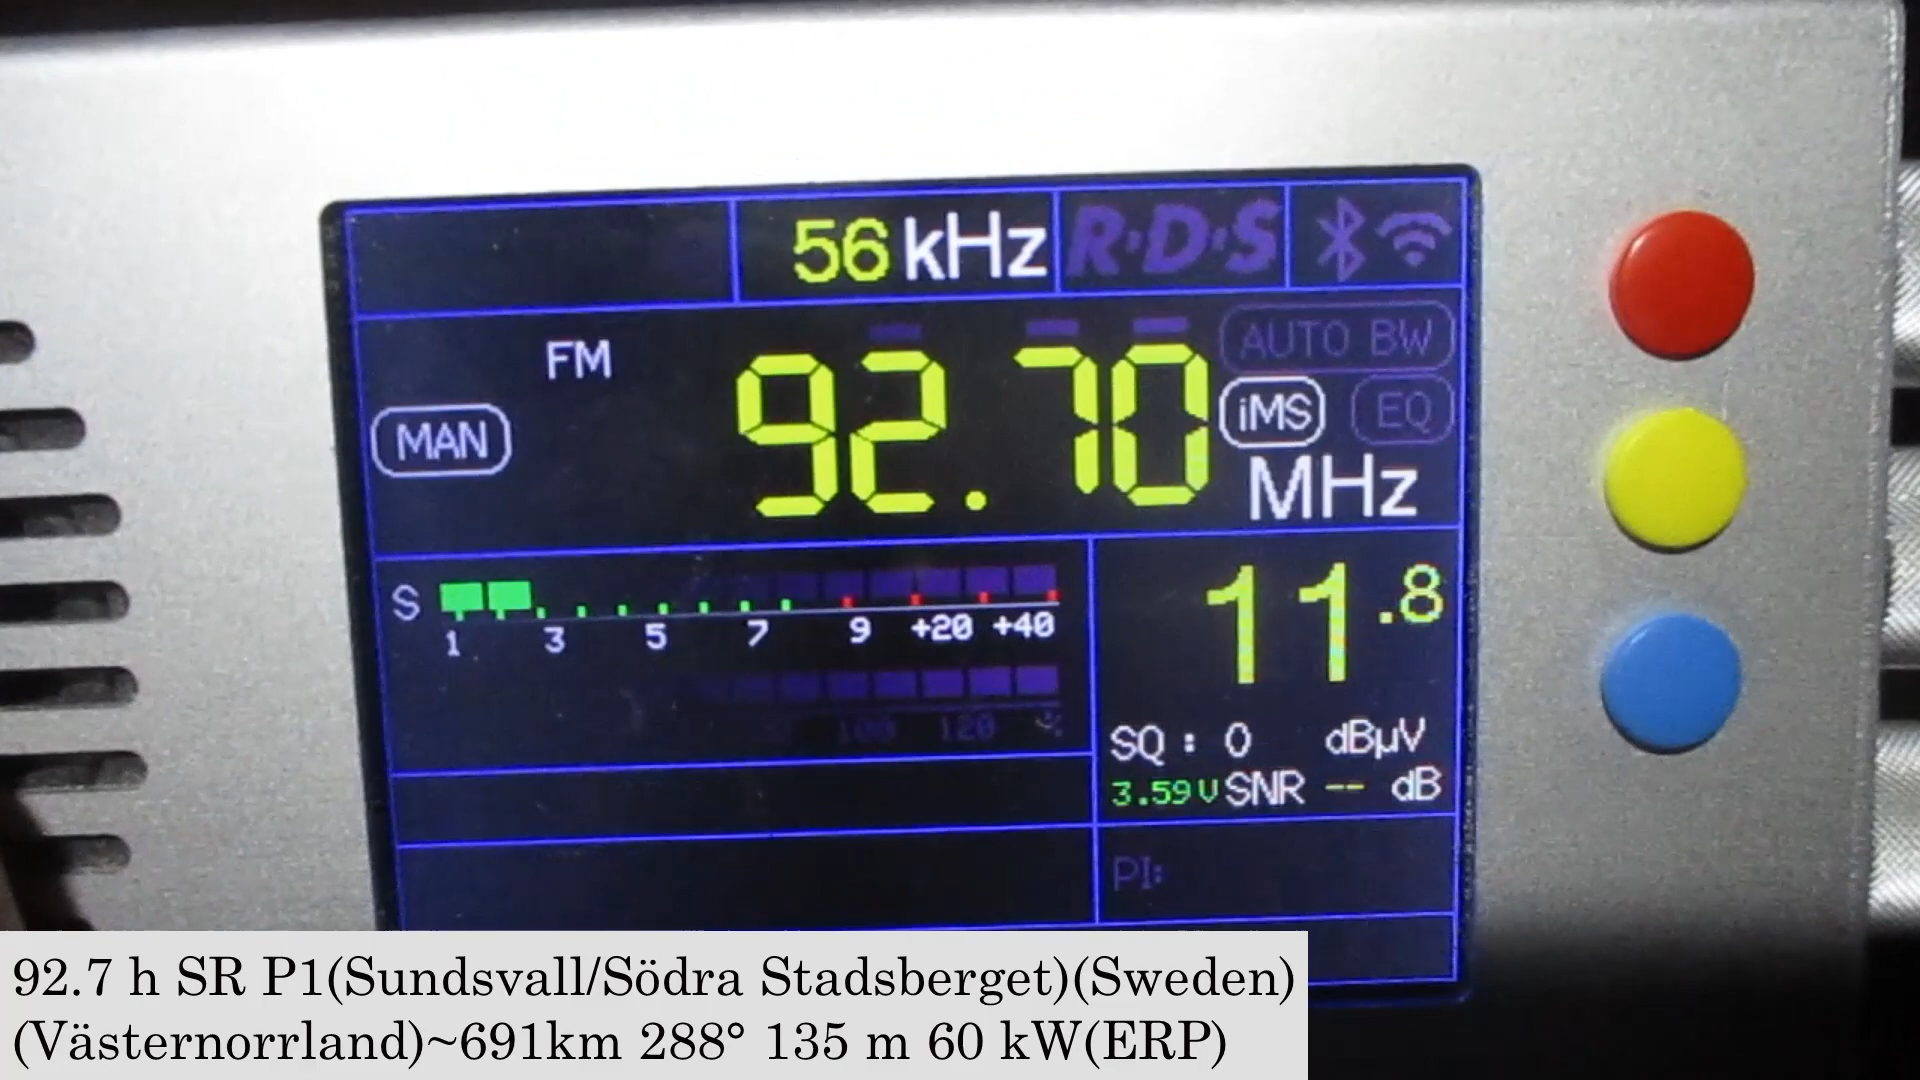 56 kHz R·D·S
FM 92.70 AUTO BW
MAN iMS EQ
MHz
S 1 3 5 7 9 +20 +40
11.8
100 120 %
SQ : 0 dBµV
3.59V SNR -- dB
PI:
92.7 h SR P1(Sundsvall/Södra Stadsberget)(Sweden)
(Västernorrland)~691km 288° 135 m 60 kW(ERP)